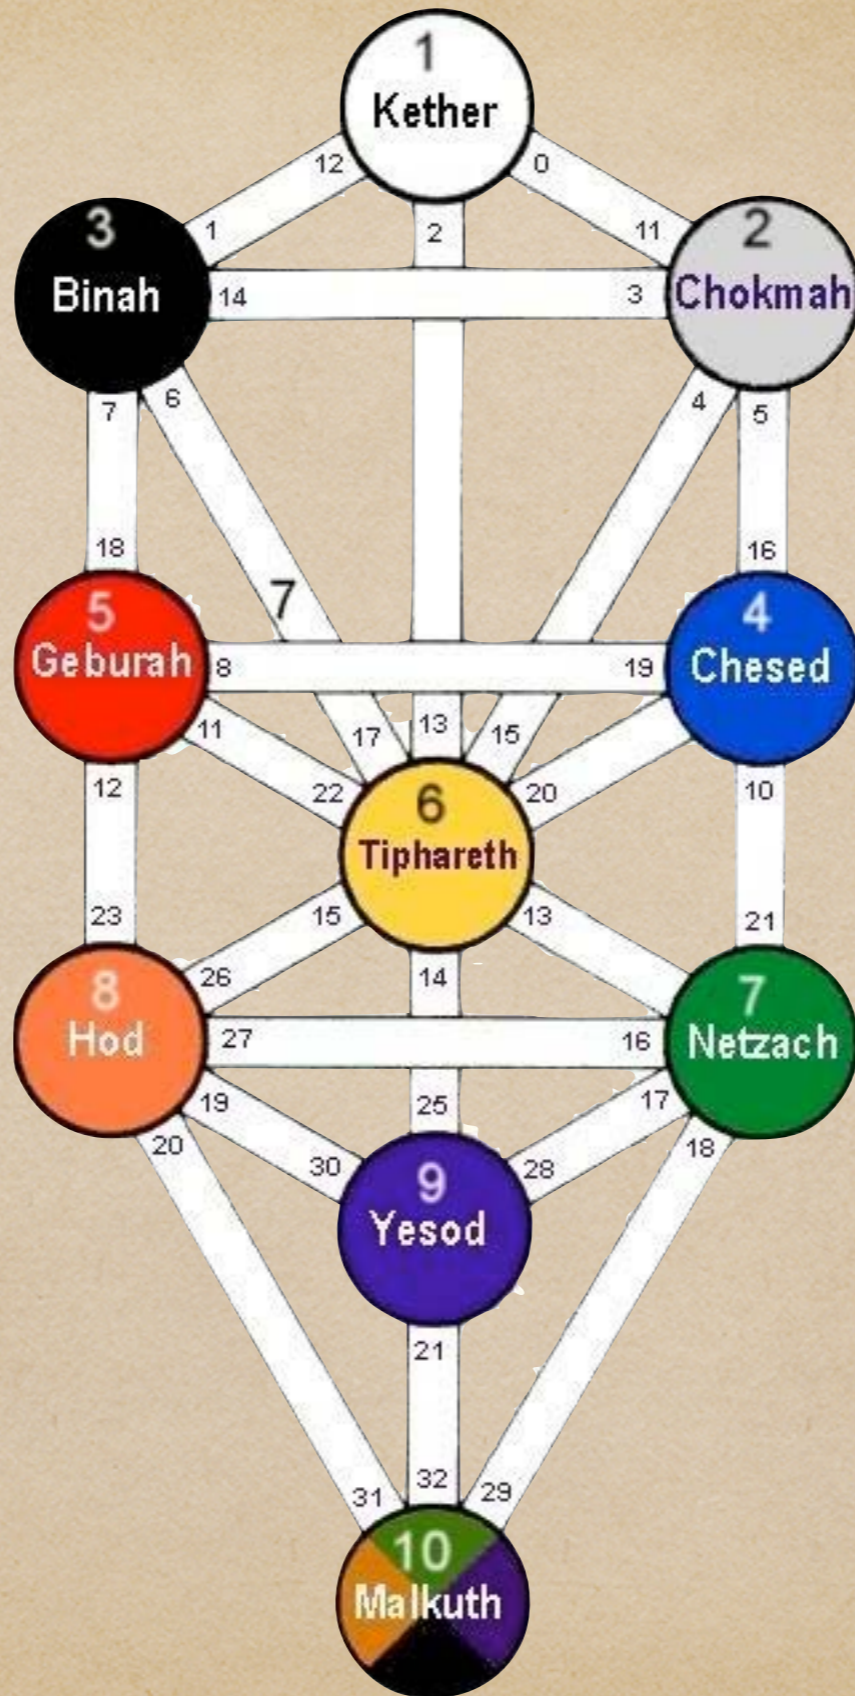 1
Kether
12 0
3 1 2 11 2
Binah 14 3 Chokmah
7 6 4 5
18 16
7
5 4
Geburah 8 19 Chesed
11 17 13 15
12 22 6 20 10
Tiphareth
23 15 13 21
8 26 14 7
Hod 27 16 Netzach
19 25 17
20 18
30 9 28
Yesod
21
31 32 29
10
Malkuth